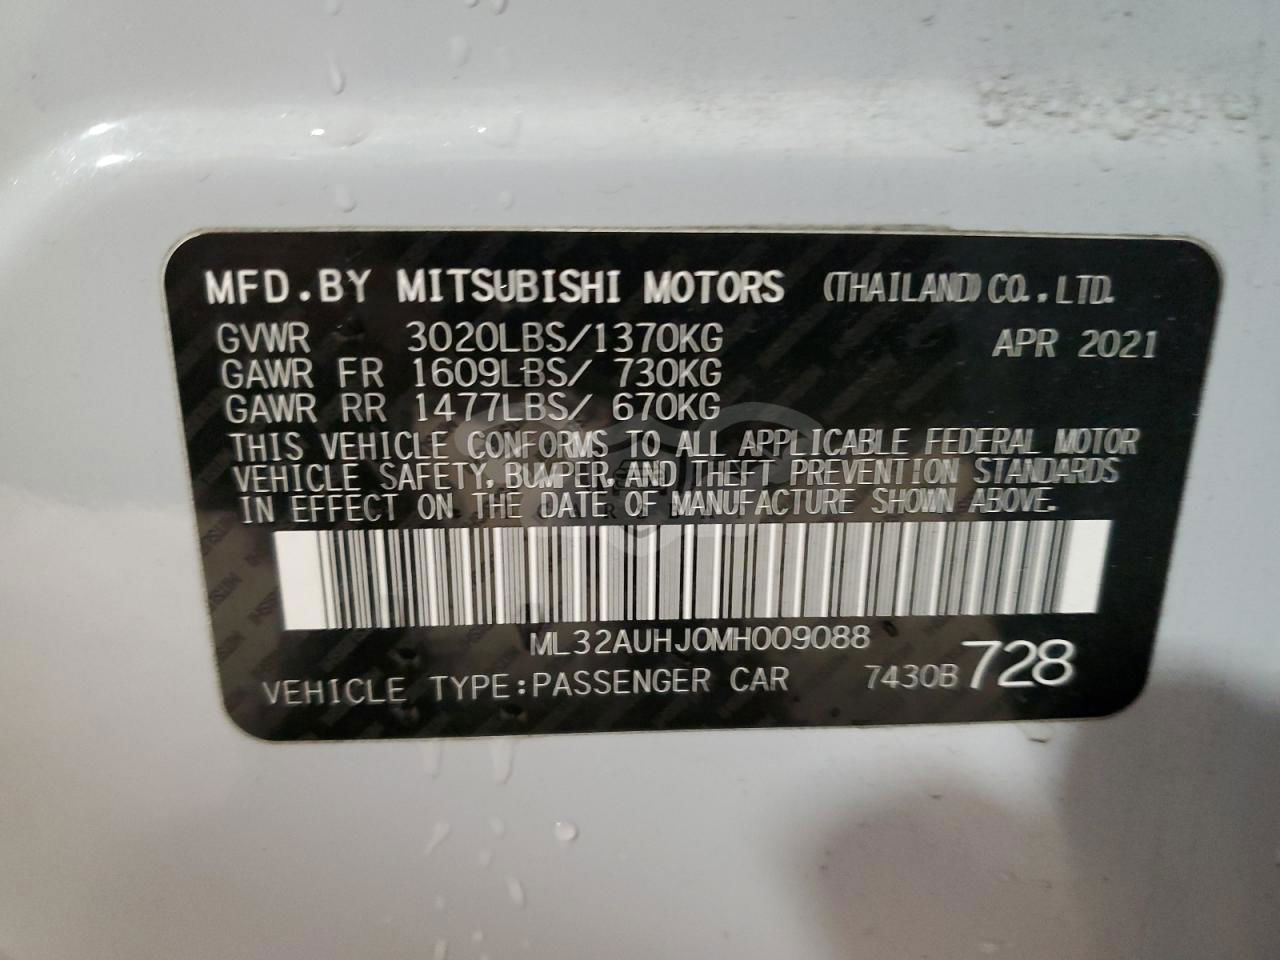 MFD.BY MITSUBISHI MOTORS (THAILAND) CO.,LTD.
GVWR 3020LBS/1370KG APR 2021
GAWR FR 1609LBS/ 730KG
GAWR RR 1477LBS/ 670KG
THIS VEHICLE CONFORMS TO ALL APPLICABLE FEDERAL MOTOR
VEHICLE SAFETY, BUMPER, AND THEFT PREVENTION STANDARDS
IN EFFECT ON THE DATE OF MANUFACTURE SHOWN ABOVE.
ML32AUHJ0MH009088
VEHICLE TYPE:PASSENGER CAR 7430B 728